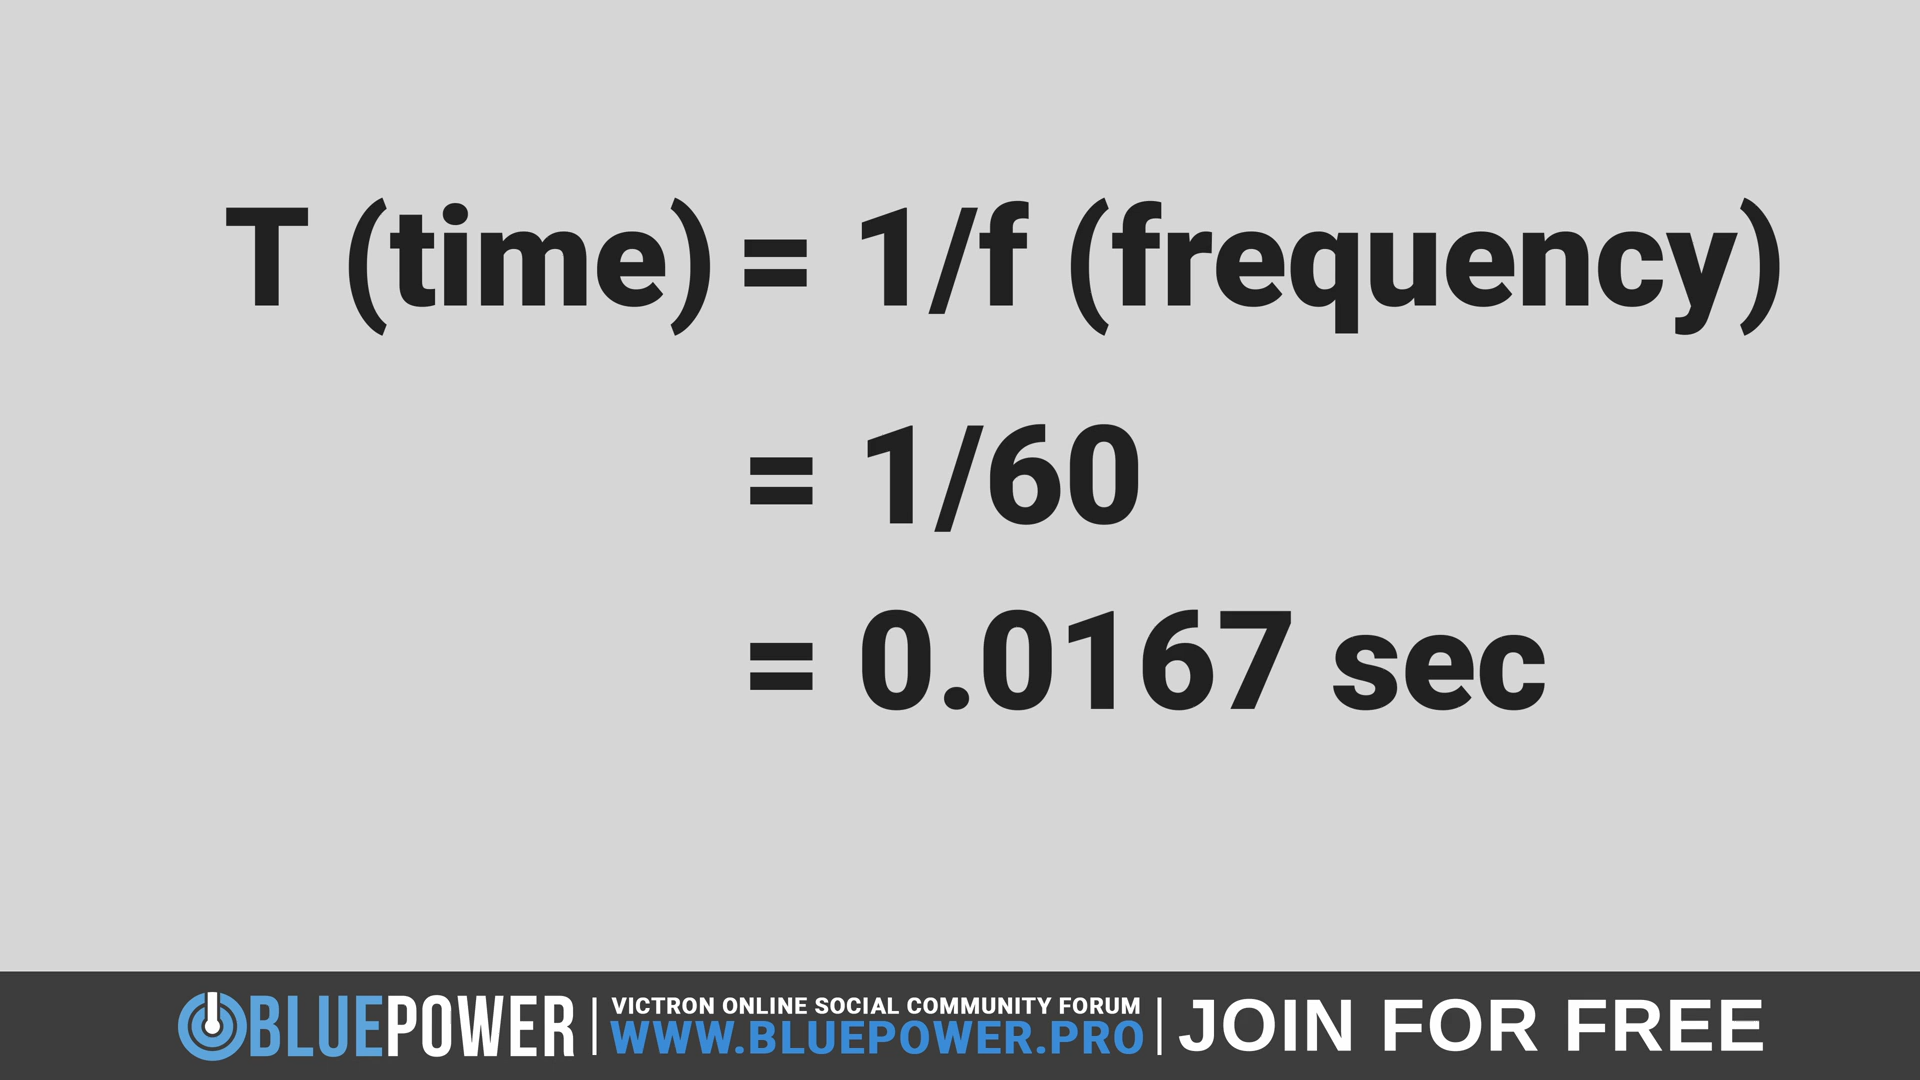 T (time) = 1/f (frequency)
= 1/60
= 0.0167 sec
BLUEPOWER
VICTRON ONLINE SOCIAL COMMUNITY FORUM
WWW.BLUEPOWER.PRO
JOIN FOR FREE